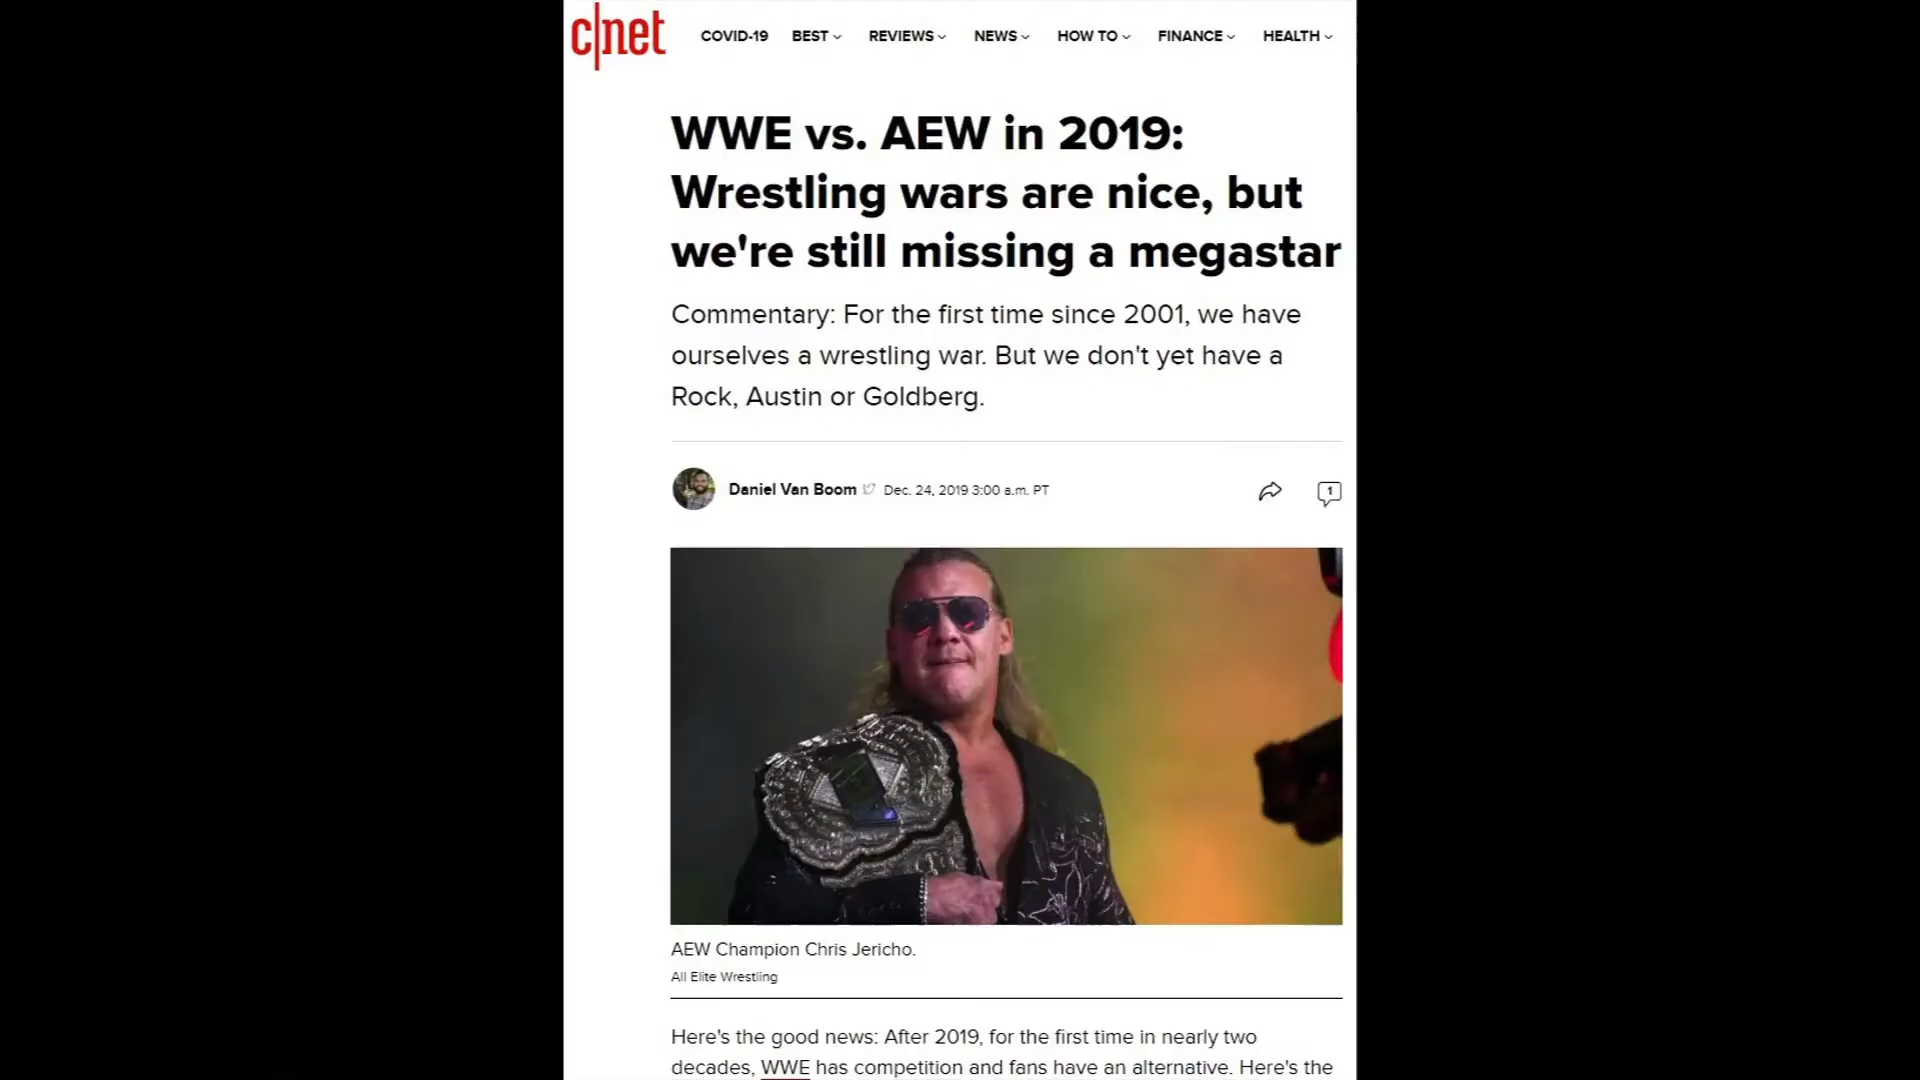 c|net
COVID-19 BEST REVIEWS NEWS HOW TO FINANCE HEALTH
WWE vs. AEW in 2019:
Wrestling wars are nice, but
we're still missing a megastar
Commentary: For the first time since 2001, we have
ourselves a wrestling war. But we don't yet have a
Rock, Austin or Goldberg.
Daniel Van Boom Dec. 24, 2019 3:00 a.m. PT
1
AEW Champion Chris Jericho.
All Elite Wrestling
Here's the good news: After 2019, for the first time in nearly two
decades, WWE has competition and fans have an alternative. Here's the